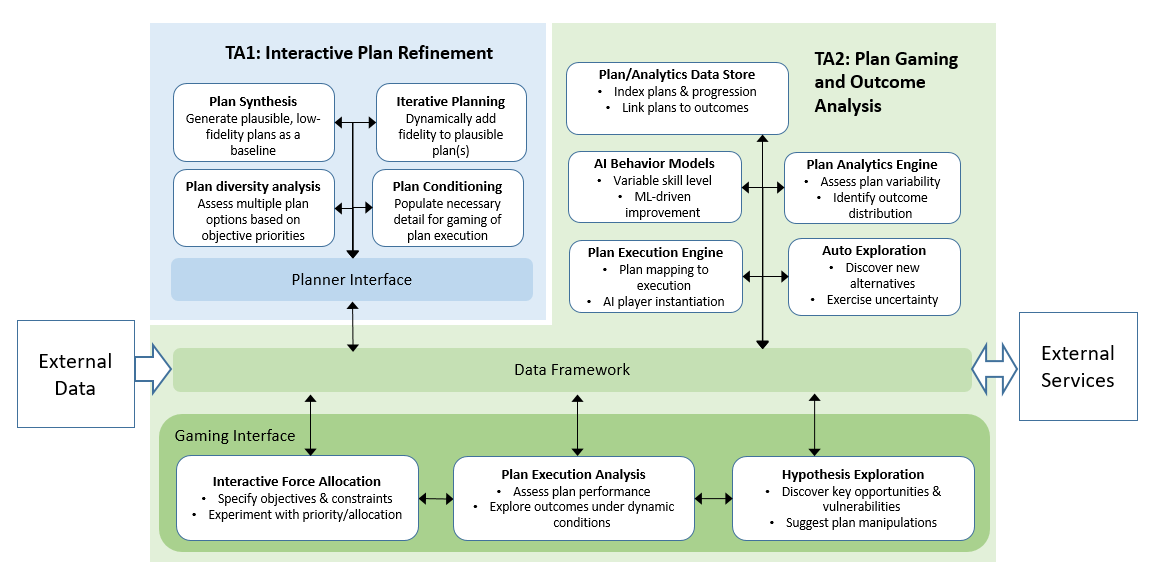 TA1: Interactive Plan Refinement
Plan Synthesis
Generate plausible, low-
fidelity plans as a
baseline
Iterative Planning
Dynamically add
fidelity to plausible
plan(s)
Plan diversity analysis
Assess multiple plan
options based on
objective priorities
Plan Conditioning
Populate necessary
detail for gaming of
plan execution
Planner Interface
TA2: Plan Gaming
and Outcome
Analysis
Plan/Analytics Data Store
• Index plans & progression
• Link plans to outcomes
AI Behavior Models
• Variable skill level
• ML-driven
improvement
Plan Analytics Engine
• Assess plan variability
• Identify outcome
distribution
Plan Execution Engine
• Plan mapping to
execution
• AI player instantiation
Auto Exploration
• Discover new
alternatives
• Exercise uncertainty
External
Data
Data Framework
External
Services
Gaming Interface
Interactive Force Allocation
• Specify objectives & constraints
• Experiment with priority/allocation
Plan Execution Analysis
• Assess plan performance
• Explore outcomes under dynamic
conditions
Hypothesis Exploration
• Discover key opportunities &
vulnerabilities
• Suggest plan manipulations